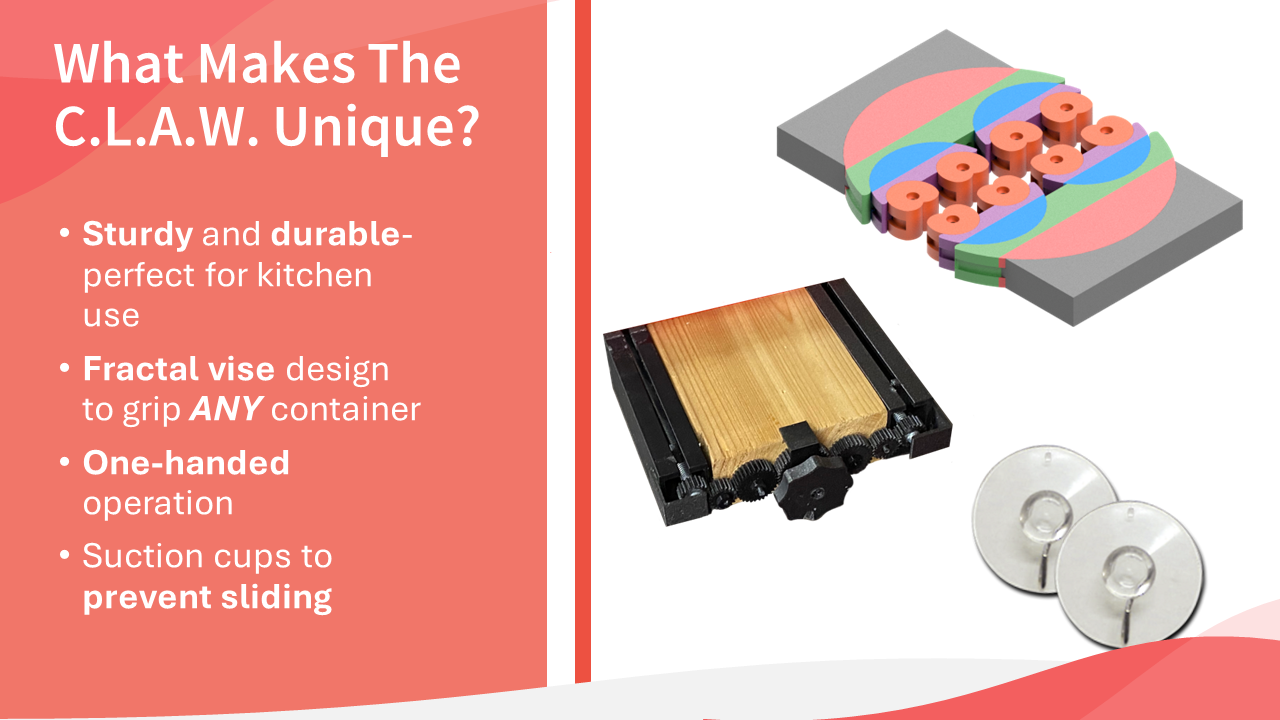 What Makes The
C.L.A.W. Unique?
• Sturdy and durable-
perfect for kitchen
use
• Fractal vise design
to grip ANY container
• One-handed
operation
• Suction cups to
prevent sliding